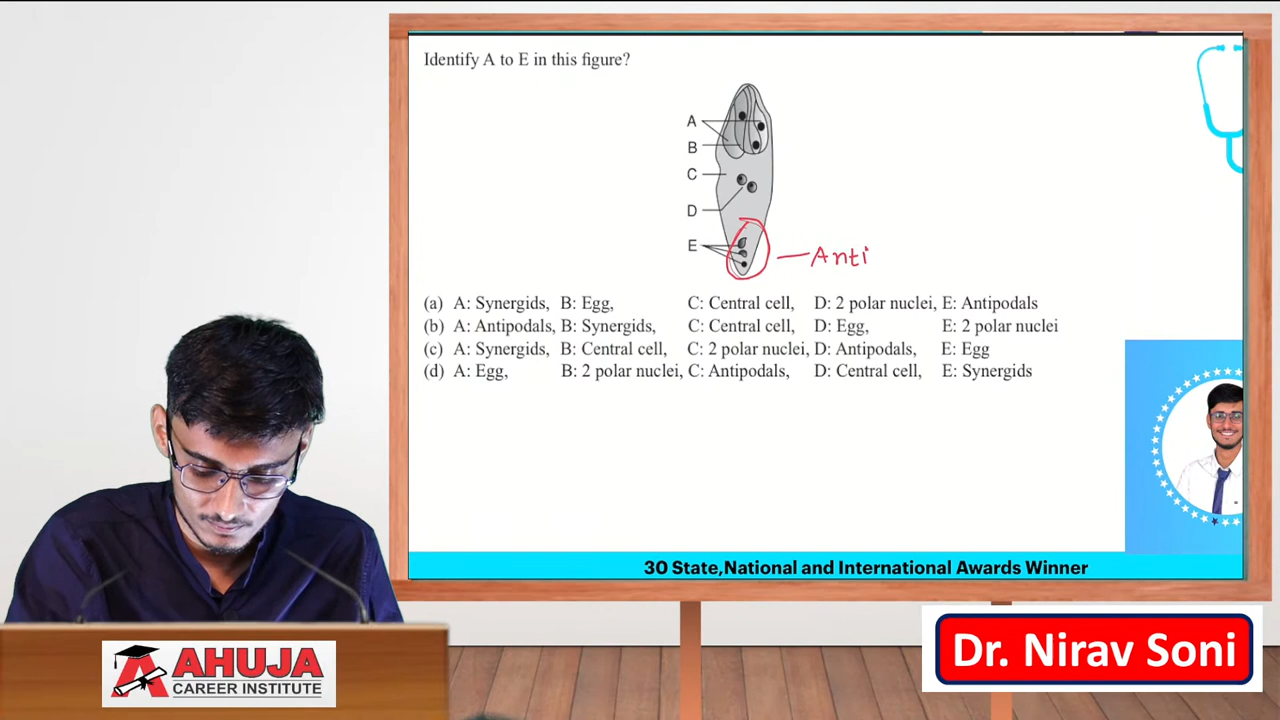 Identify A to E in this figure?
A
B
C
D
E
Anti
(a) A: Synergids, B: Egg, C: Central cell, D: 2 polar nuclei, E: Antipodals
(b) A: Antipodals, B: Synergids, C: Central cell, D: Egg, E: 2 polar nuclei
(c) A: Synergids, B: Central cell, C: 2 polar nuclei, D: Antipodals, E: Egg
(d) A: Egg, B: 2 polar nuclei, C: Antipodals, D: Central cell, E: Synergids
30 State,National and International Awards Winner
Dr. Nirav Soni
AHUJA
CAREER INSTITUTE